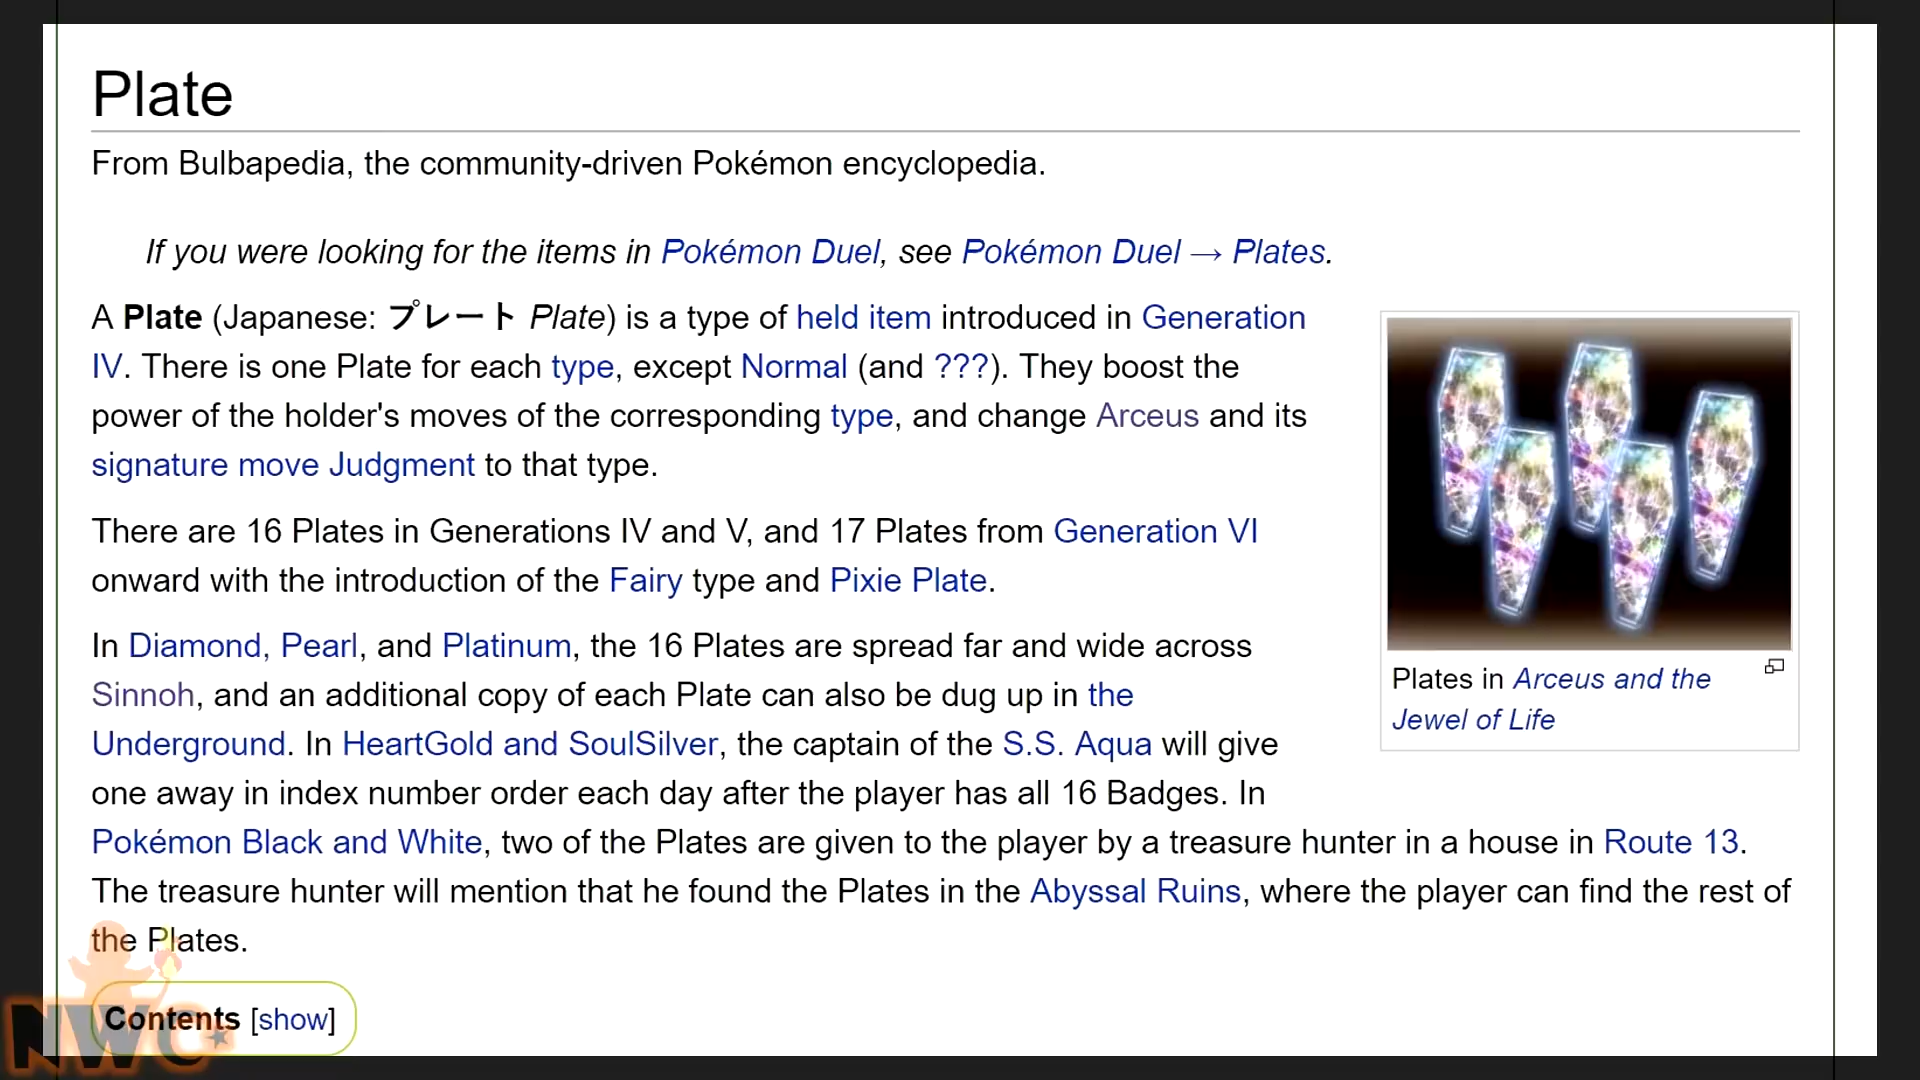 Plate
From Bulbapedia, the community-driven Pokémon encyclopedia.
If you were looking for the items in Pokémon Duel, see Pokémon Duel → Plates.
A Plate (Japanese: プレート Plate) is a type of held item introduced in Generation
IV. There is one Plate for each type, except Normal (and ???). They boost the
power of the holder's moves of the corresponding type, and change Arceus and its
signature move Judgment to that type.
There are 16 Plates in Generations IV and V, and 17 Plates from Generation VI
onward with the introduction of the Fairy type and Pixie Plate.
In Diamond, Pearl, and Platinum, the 16 Plates are spread far and wide across
Sinnoh, and an additional copy of each Plate can also be dug up in the
Underground. In HeartGold and SoulSilver, the captain of the S.S. Aqua will give
one away in index number order each day after the player has all 16 Badges. In
Pokémon Black and White, two of the Plates are given to the player by a treasure hunter in a house in Route 13.
The treasure hunter will mention that he found the Plates in the Abyssal Ruins, where the player can find the rest of
the Plates.
Plates in Arceus and the
Jewel of Life
Contents [show]
NWC